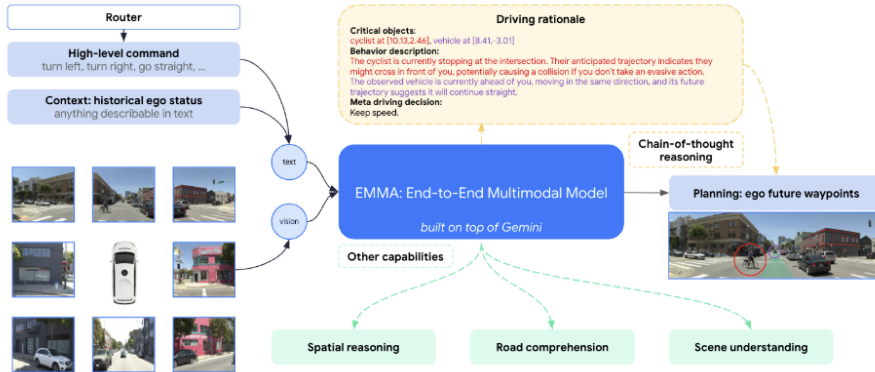 Router
High-level command
turn left, turn right, go straight, ...
Context: historical ego status
anything describable in text
text
vision
Driving rationale
Critical objects:
cyclist at [10.13,2.46], vehicle at [8.41,-3.01]
Behavior description:
The cyclist is currently stopping at the intersection. Their anticipated trajectory indicates they
might cross in front of you, potentially causing a collision if you don't take an evasive action.
The observed vehicle is currently ahead of you, moving in the same direction, and its future
trajectory suggests it will continue straight.
Meta driving decision:
Keep speed.
EMMA: End-to-End Multimodal Model
built on top of Gemini
Chain-of-thought
reasoning
Planning: ego future waypoints
Other capabilities
Spatial reasoning
Road comprehension
Scene understanding